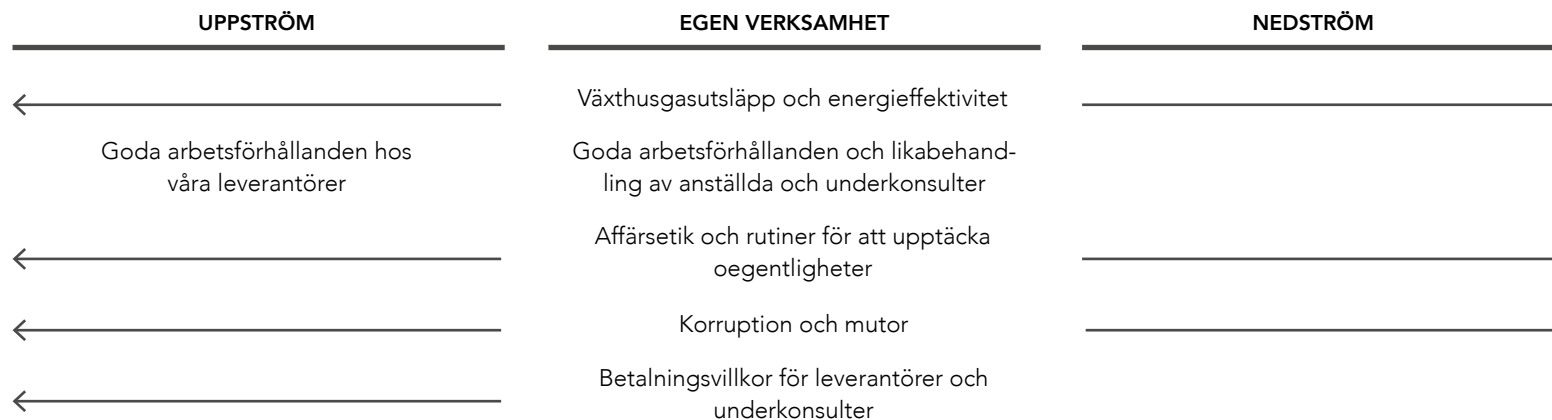 UPPSTRÖM
EGEN VERKSAMHET
NEDSTRÖM
Växthusgasutsläpp och energieffektivitet
Goda arbetsförhållanden hos
våra leverantörer
Goda arbetsförhållanden och likabehand-
ling av anställda och underkonsulter
Affärsetik och rutiner för att upptäcka
oegentligheter
Korruption och mutor
Betalningsvillkor för leverantörer och
underkonsulter